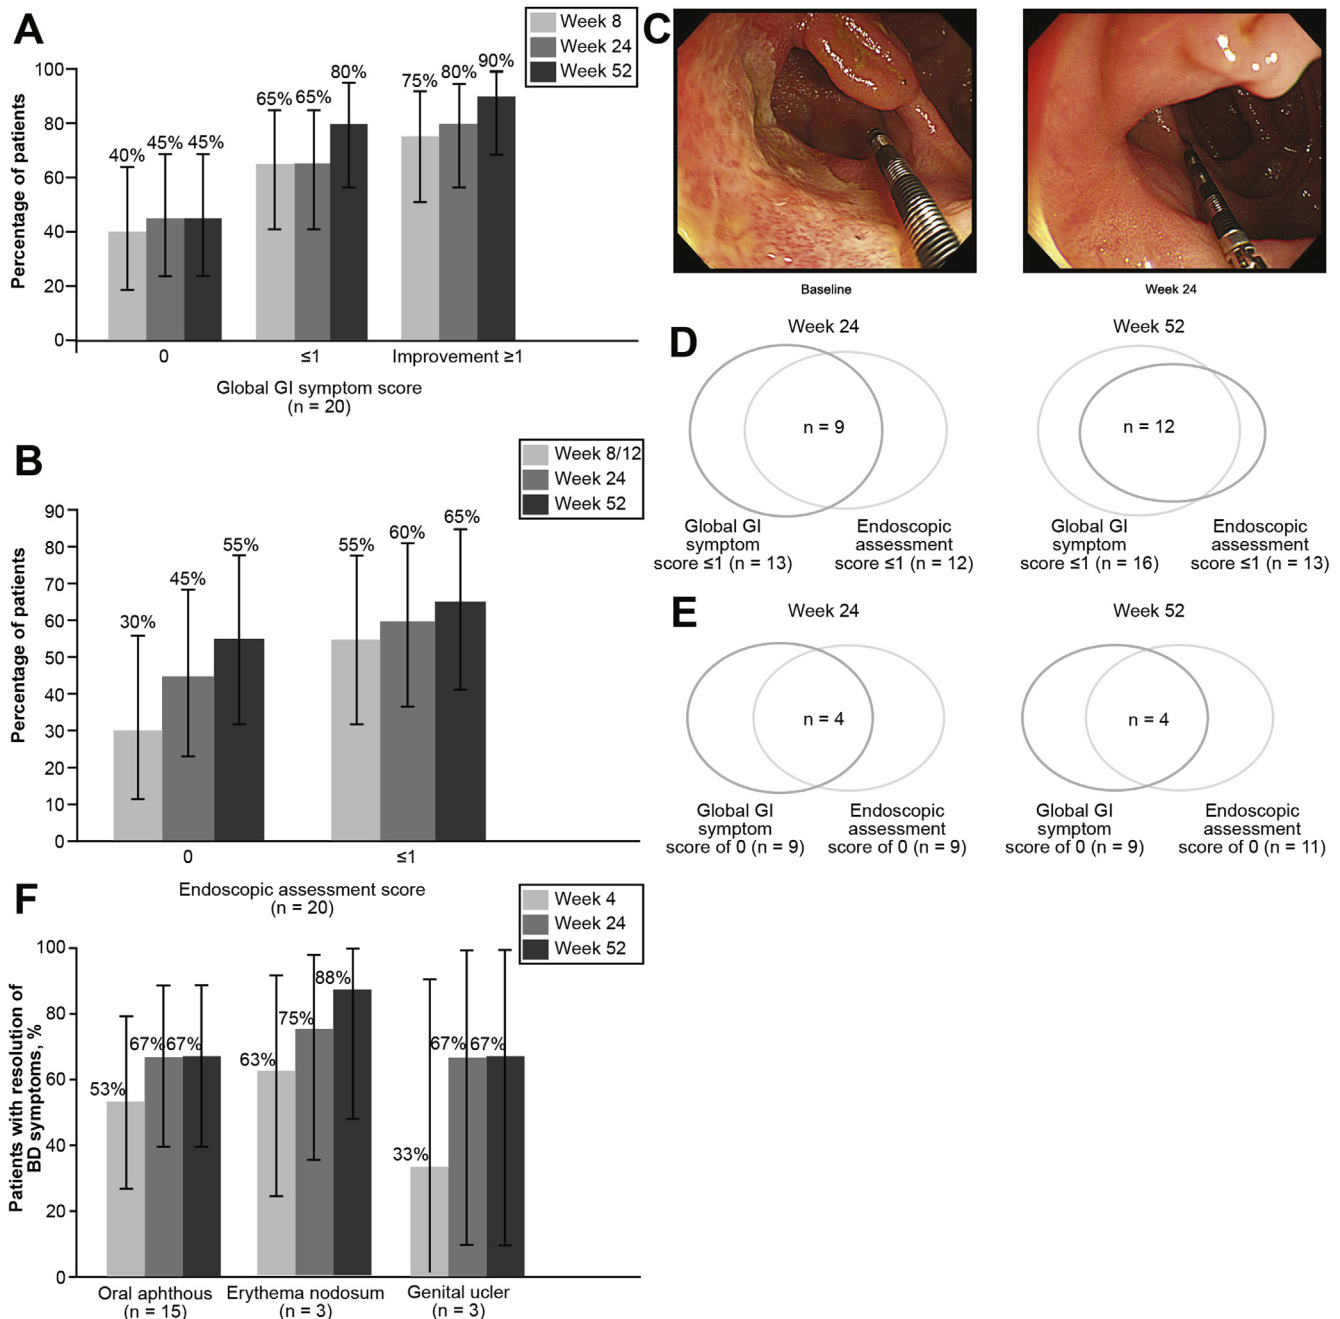 A
Week 8
Week 24
Week 52
Percentage of patients
100
80
60
40
20
0
40%
45%
45%
65%
65%
80%
75%
80%
90%
0
≤1
Improvement ≥1
Global GI symptom score
(n = 20)
B
Week 8/12
Week 24
Week 52
Percentage of patients
90
80
70
60
50
40
30
20
10
0
30%
45%
55%
55%
60%
65%
0
≤1
Endoscopic assessment score
(n = 20)
C
Baseline
Week 24
D
Week 24
n = 9
Global GI
symptom
score ≤1 (n = 13)
Endoscopic
assessment
score ≤1 (n = 12)
Week 52
n = 12
Global GI
symptom
score ≤1 (n = 16)
Endoscopic
assessment
score ≤1 (n = 13)
E
Week 24
n = 4
Global GI
symptom
score of 0 (n = 9)
Endoscopic
assessment
score of 0 (n = 9)
Week 52
n = 4
Global GI
symptom
score of 0 (n = 9)
Endoscopic
assessment
score of 0 (n = 11)
F
Week 4
Week 24
Week 52
Patients with resolution of
BD symptoms, %
100
80
60
40
20
0
53%
67%
67%
63%
75%
88%
33%
67%
67%
Oral aphthous
(n = 15)
Erythema nodosum
(n = 3)
Genital ucler
(n = 3)